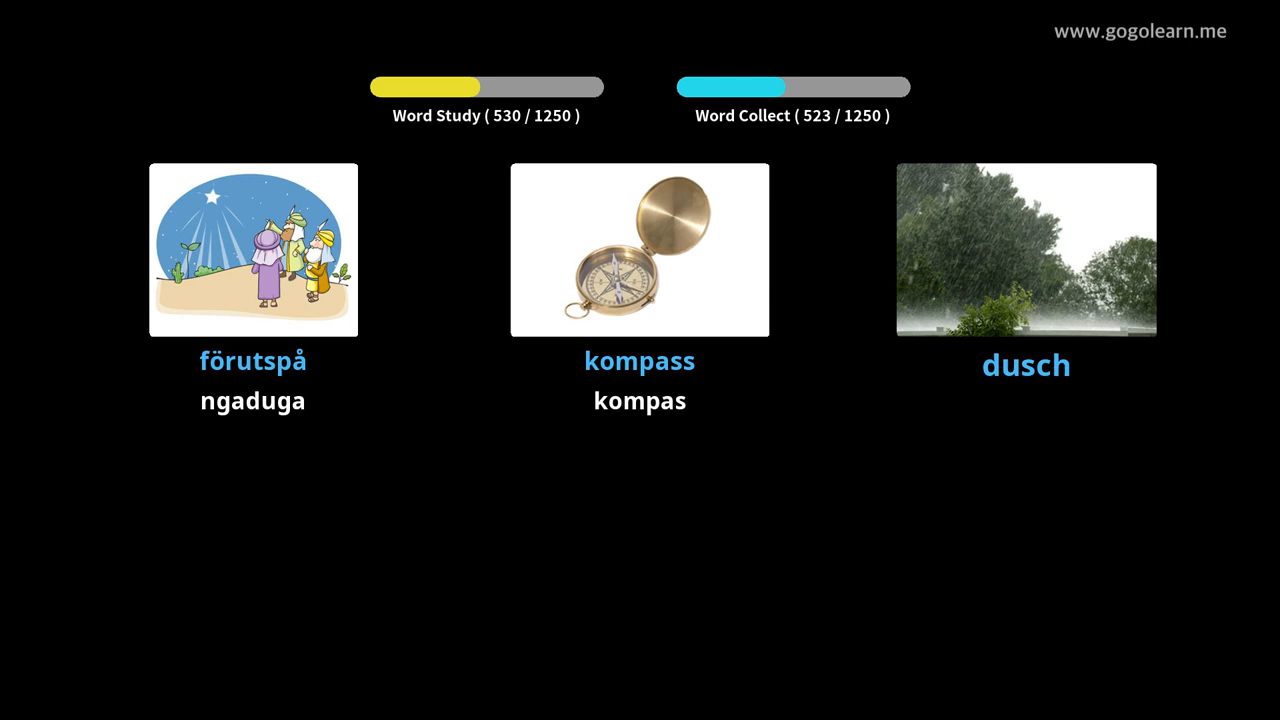 www.gogolearn.me
Word Study ( 530 / 1250 )
Word Collect ( 523 / 1250 )
förutspå
kompass
dusch
ngaduga
kompas